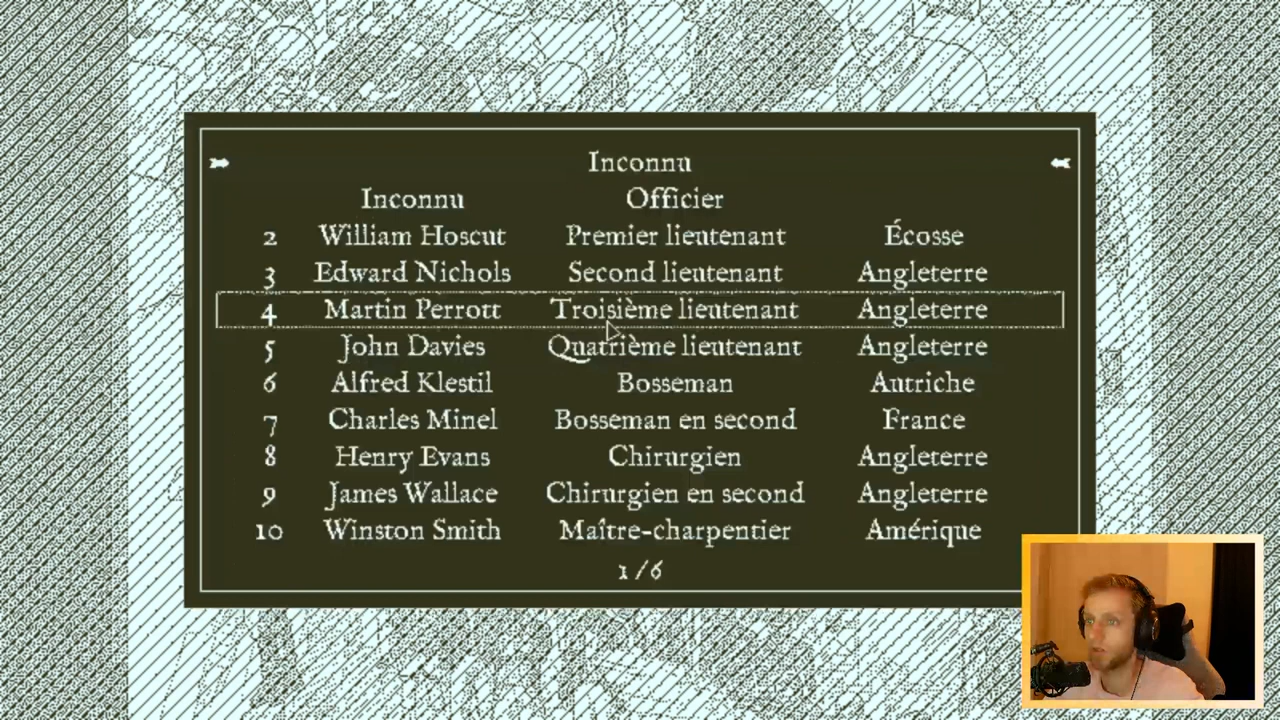 Inconnu
Inconnu Officier
2 William Hoscut Premier lieutenant Écosse
3 Edward Nichols Second lieutenant Angleterre
4 Martin Perrott Troisième lieutenant Angleterre
5 John Davies Quatrième lieutenant Angleterre
6 Alfred Klestil Bosseman Autriche
7 Charles Minel Bosseman en second France
8 Henry Evans Chirurgien Angleterre
9 James Wallace Chirurgien en second Angleterre
10 Winston Smith Maître-charpentier Amérique
1/6